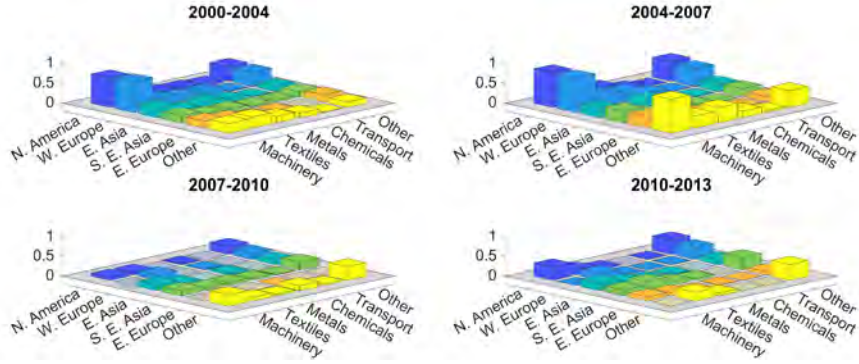 2000-2004
1
0.5
0
N. America
W. Europe
E. Asia
S. E. Asia
E. Europe
Other
Machinery
Textiles
Metals
Chemicals
Transport
Other
2004-2007
1
0.5
0
N. America
W. Europe
E. Asia
S. E. Asia
E. Europe
Other
Machinery
Textiles
Metals
Chemicals
Transport
Other
2007-2010
1
0.5
0
N. America
W. Europe
E. Asia
S. E. Asia
E. Europe
Other
Machinery
Textiles
Metals
Chemicals
Transport
Other
2010-2013
1
0.5
0
N. America
W. Europe
E. Asia
S. E. Asia
E. Europe
Other
Machinery
Textiles
Metals
Chemicals
Transport
Other